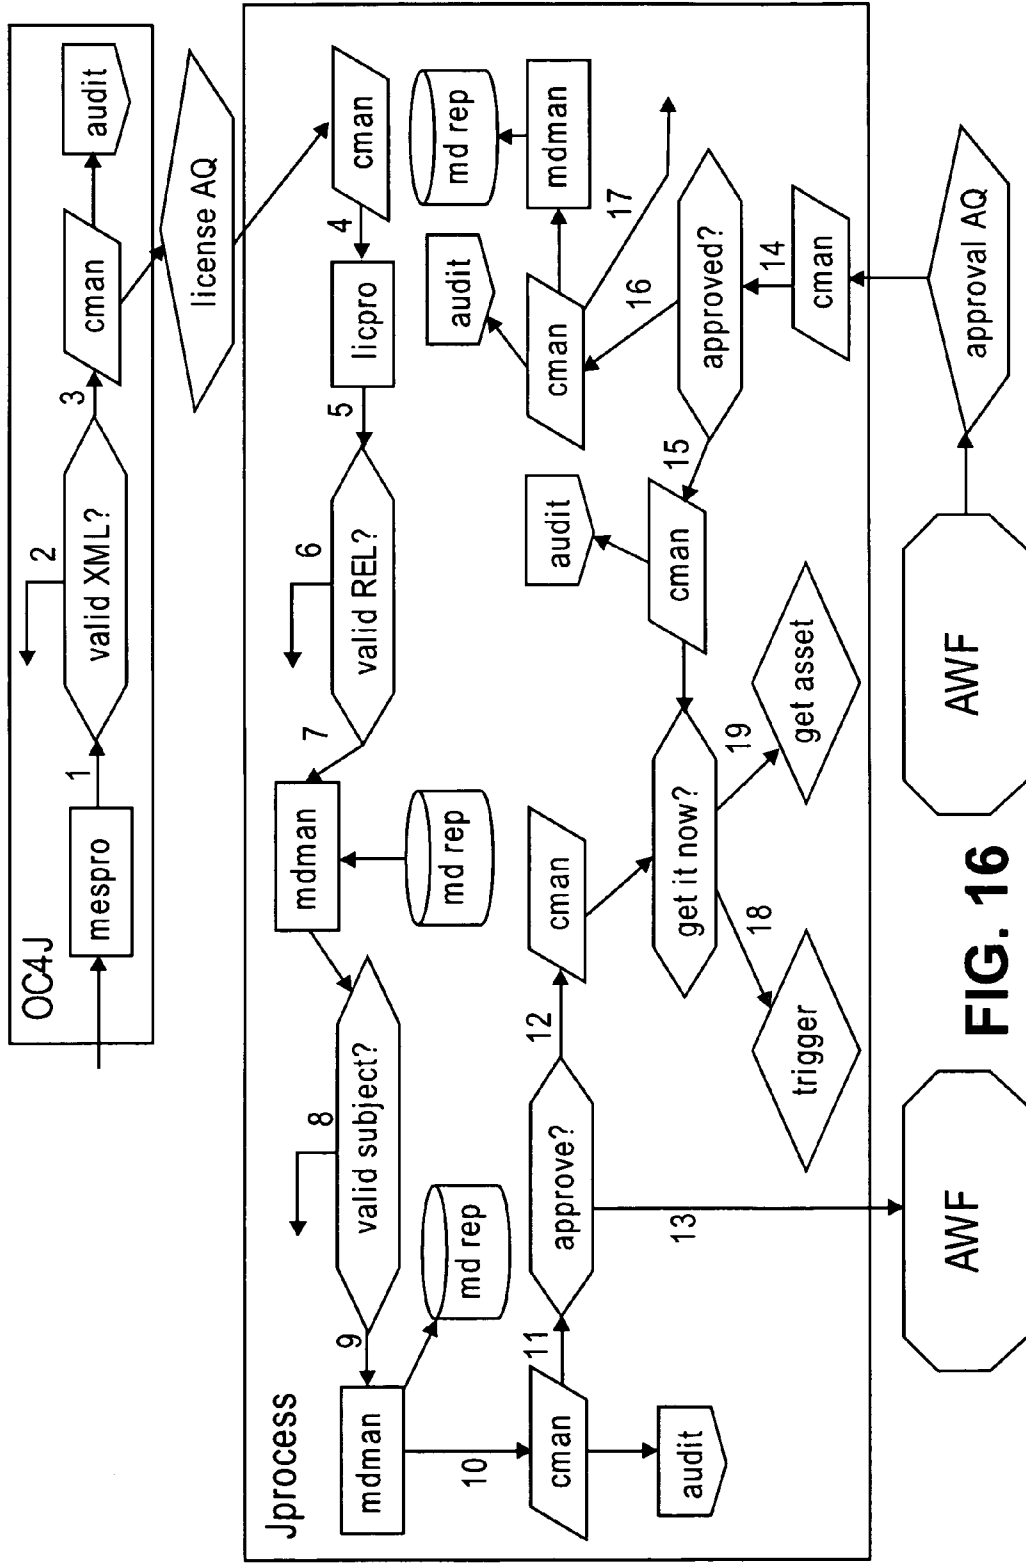 OC4J
mespro
1
valid XML?
2
3
cman
audit
license AQ
Jprocess
cman
4
licpro
5
valid REL?
6
7
mdman
md rep
valid subject?
8
9
mdman
md rep
10
cman
audit
11
approve?
12
cman
13
get it now?
18
trigger
19
get asset
cman
audit
15
approved?
14
cman
16
cman
audit
17
mdman
md rep
AWF
AWF
approval AQ
FIG. 16